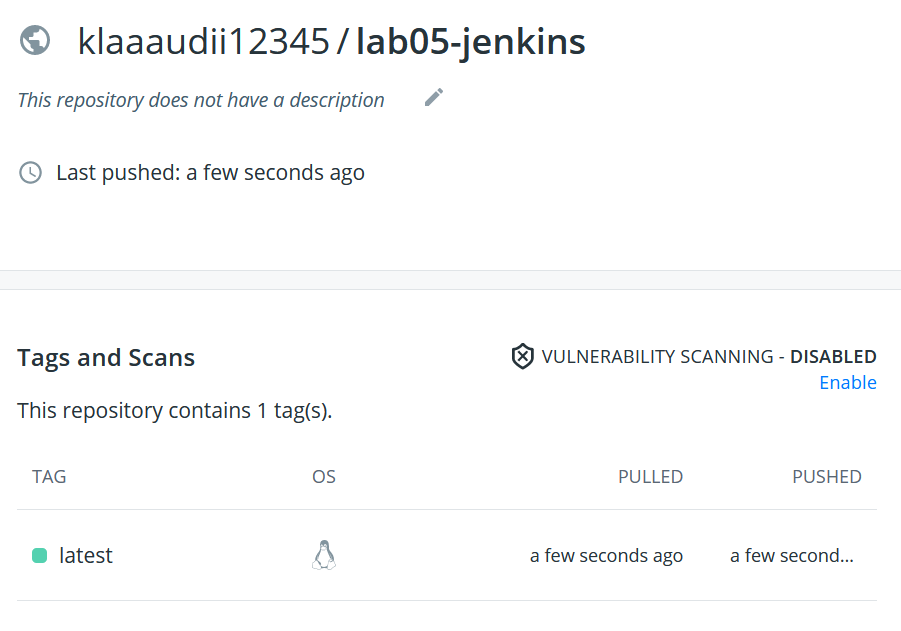 klaaaudii12345 / lab05-jenkins
This repository does not have a description
Last pushed: a few seconds ago
Tags and Scans
VULNERABILITY SCANNING - DISABLED
Enable
This repository contains 1 tag(s).
TAG OS PULLED PUSHED
latest a few seconds ago a few second...